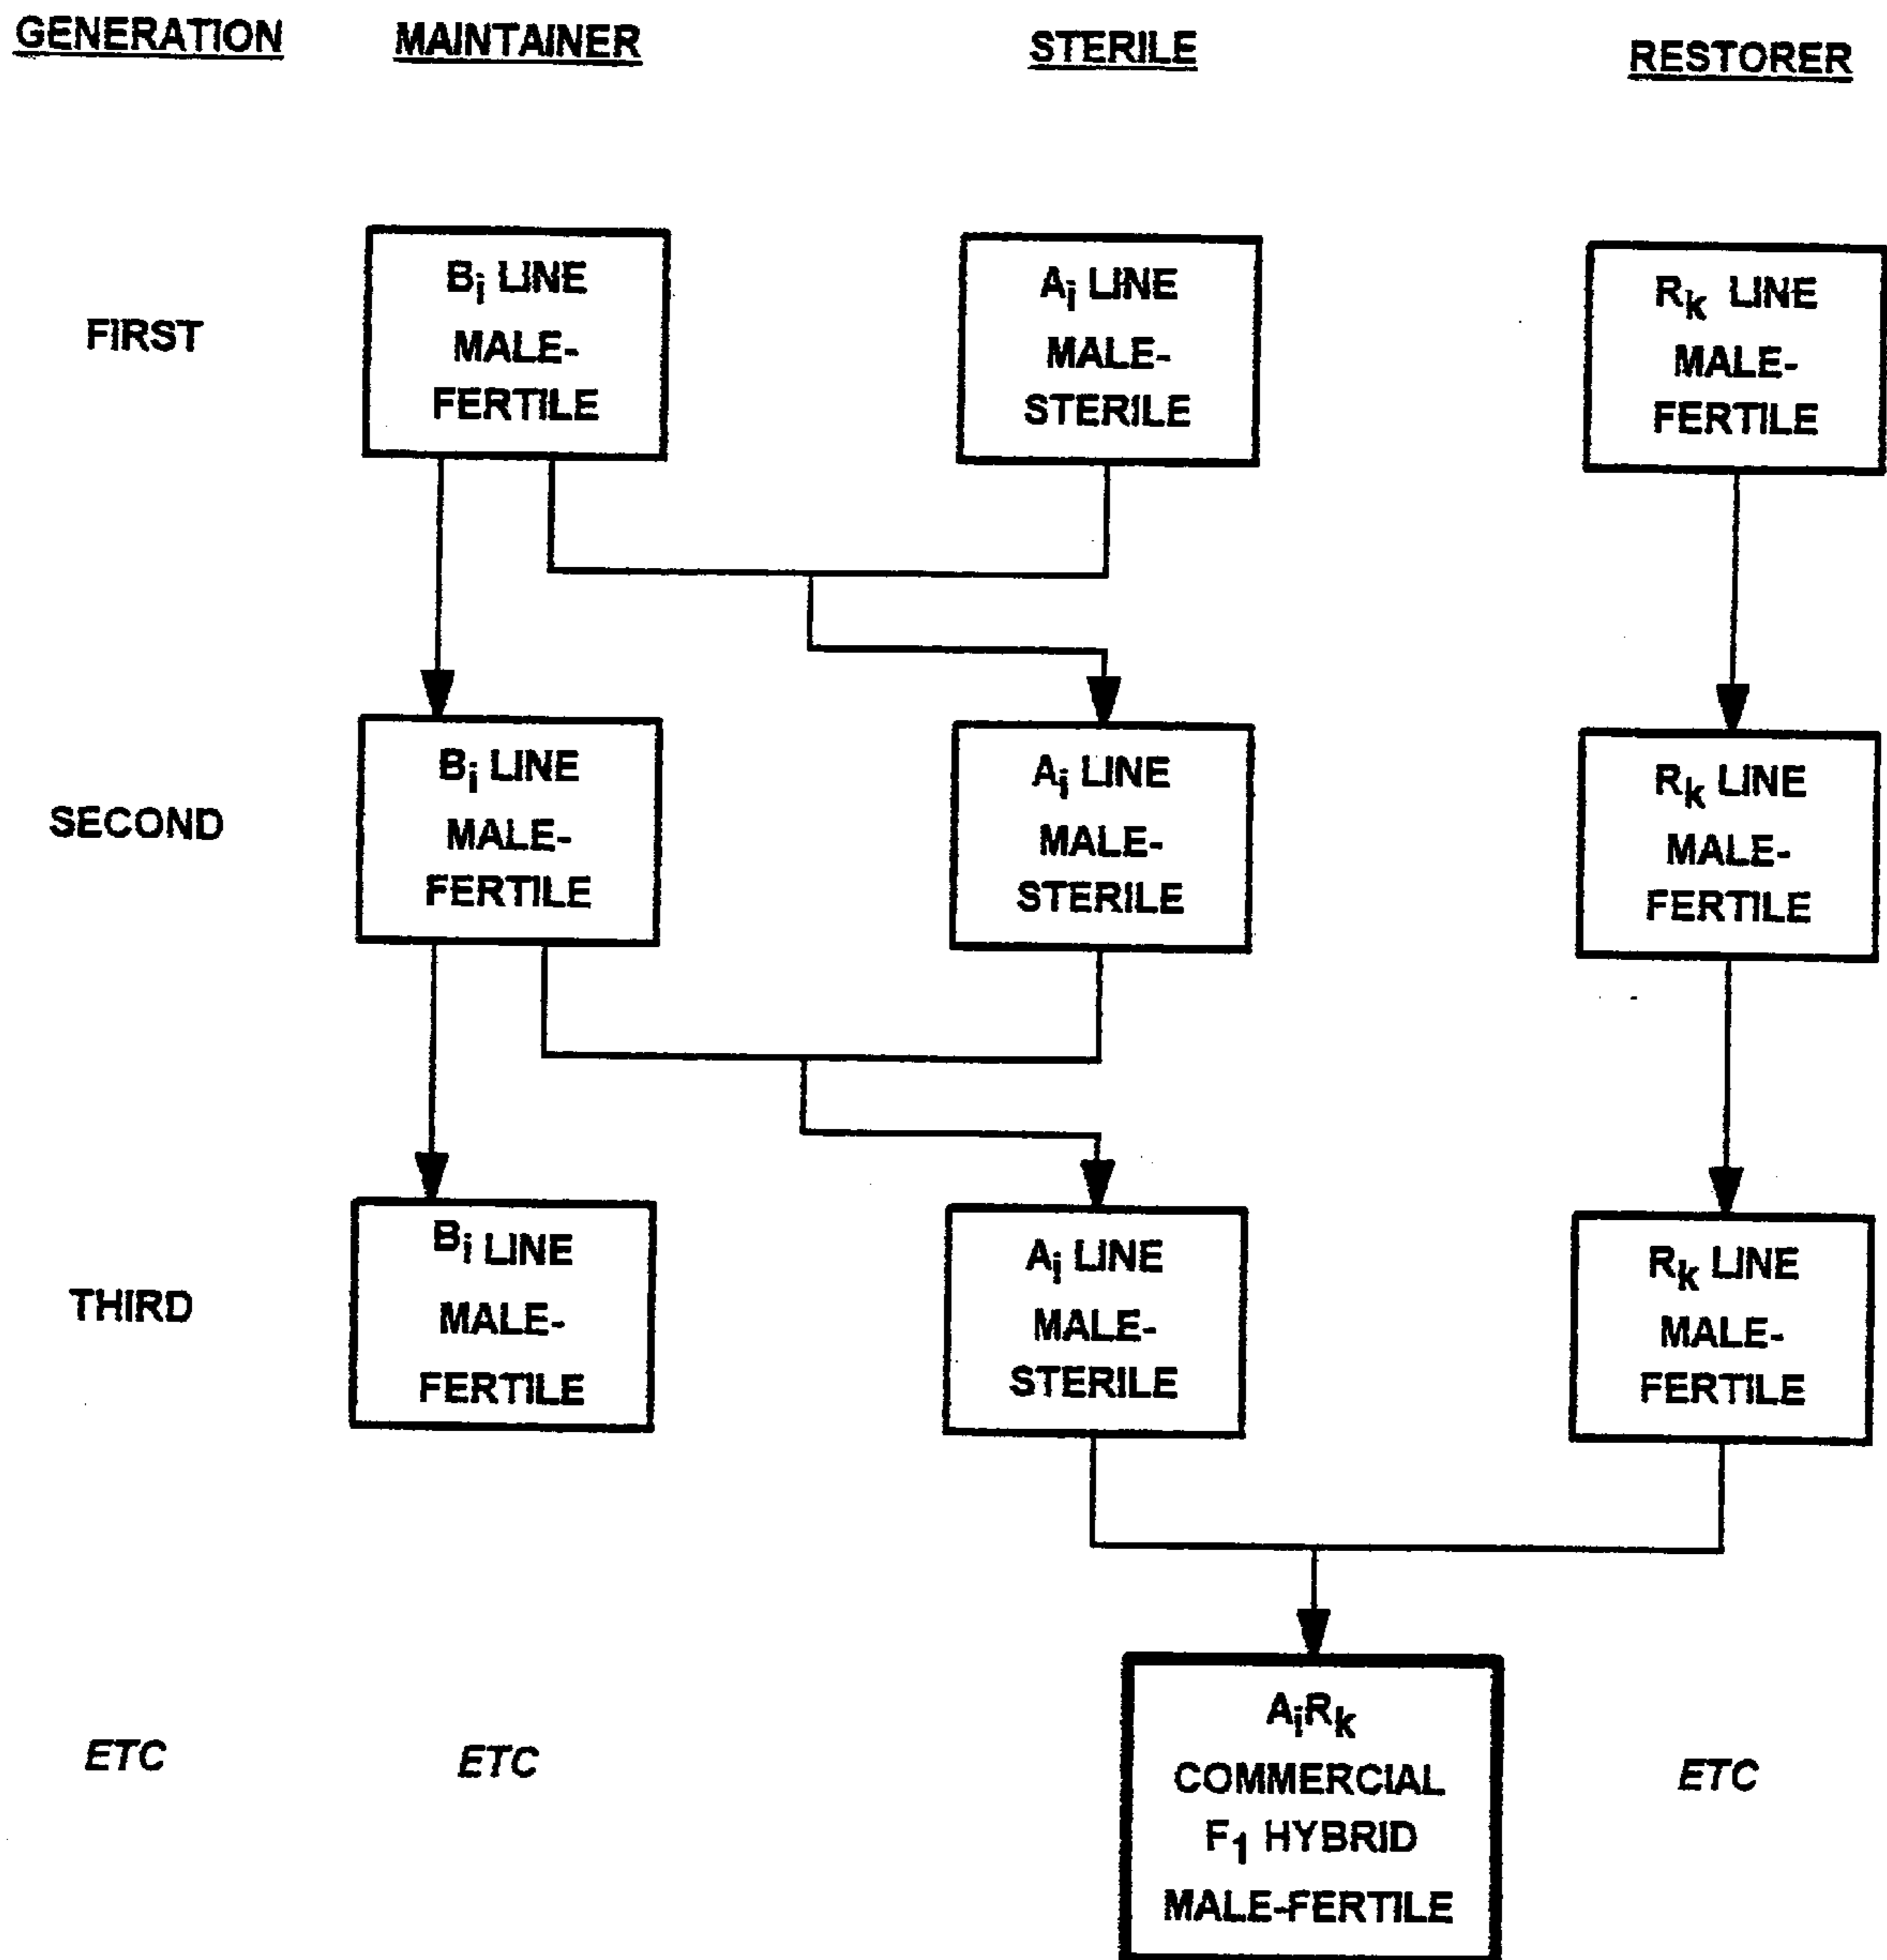 GENERATION MAINTAINER STERILE RESTORER
FIRST
Bi LINE
MALE-
FERTILE
Ai LINE
MALE-
STERILE
Rk LINE
MALE-
FERTILE
SECOND
Bi LINE
MALE-
FERTILE
Ai LINE
MALE-
STERILE
Rk LINE
MALE-
FERTILE
THIRD
Bi LINE
MALE-
FERTILE
Ai LINE
MALE-
STERILE
Rk LINE
MALE-
FERTILE
ETC
ETC
AiRk
COMMERCIAL
F1 HYBRID
MALE-FERTILE
ETC